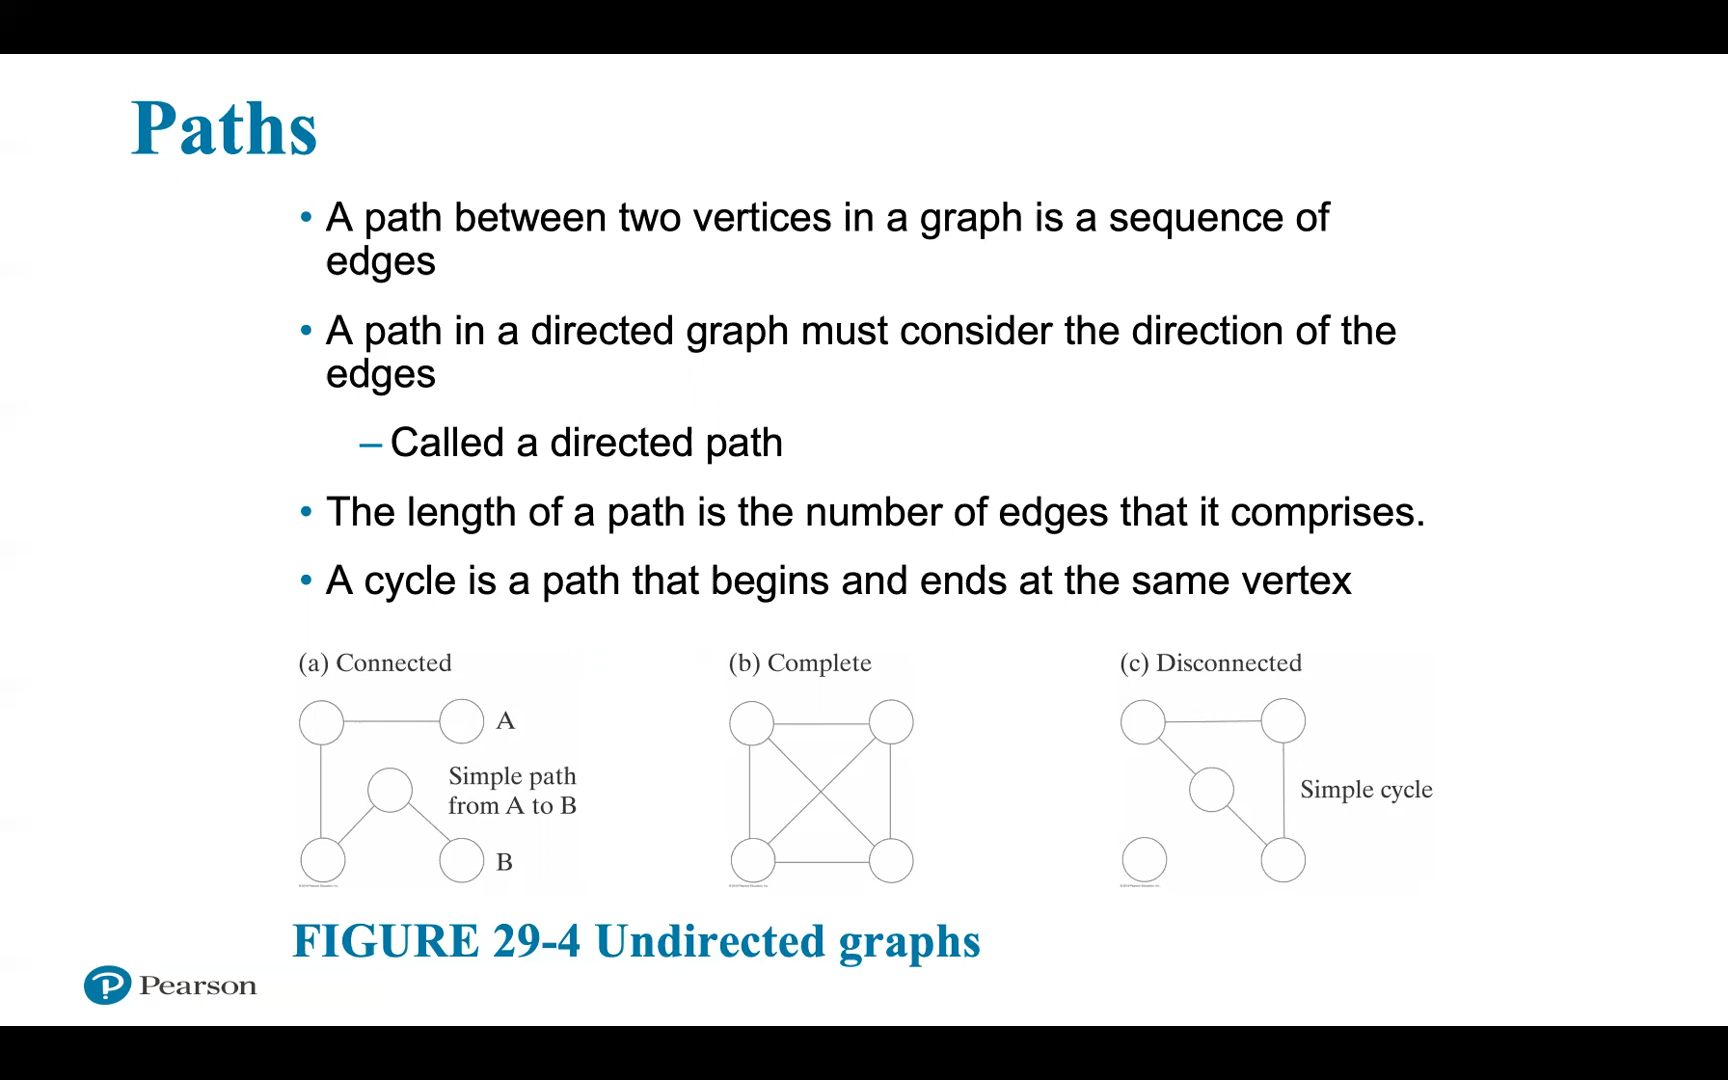 Paths
• A path between two vertices in a graph is a sequence of
edges
• A path in a directed graph must consider the direction of the
edges
– Called a directed path
• The length of a path is the number of edges that it comprises.
• A cycle is a path that begins and ends at the same vertex
(a) Connected
A
Simple path
from A to B
B
(b) Complete
(c) Disconnected
Simple cycle
FIGURE 29-4 Undirected graphs
Pearson